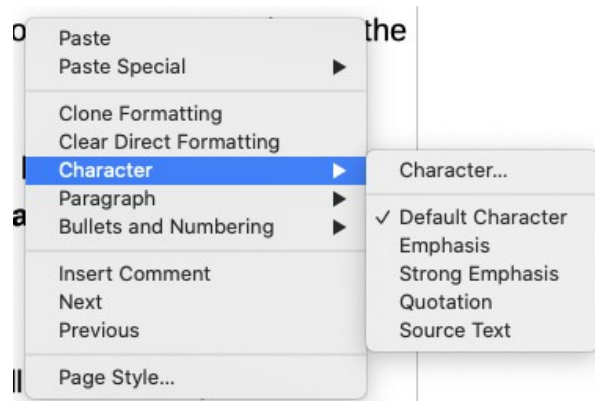 the
Paste
Paste Special
Clone Formatting
Clear Direct Formatting
Character
Paragraph
Bullets and Numbering
Insert Comment
Next
Previous
Page Style...
Character...
✓ Default Character
Emphasis
Strong Emphasis
Quotation
Source Text